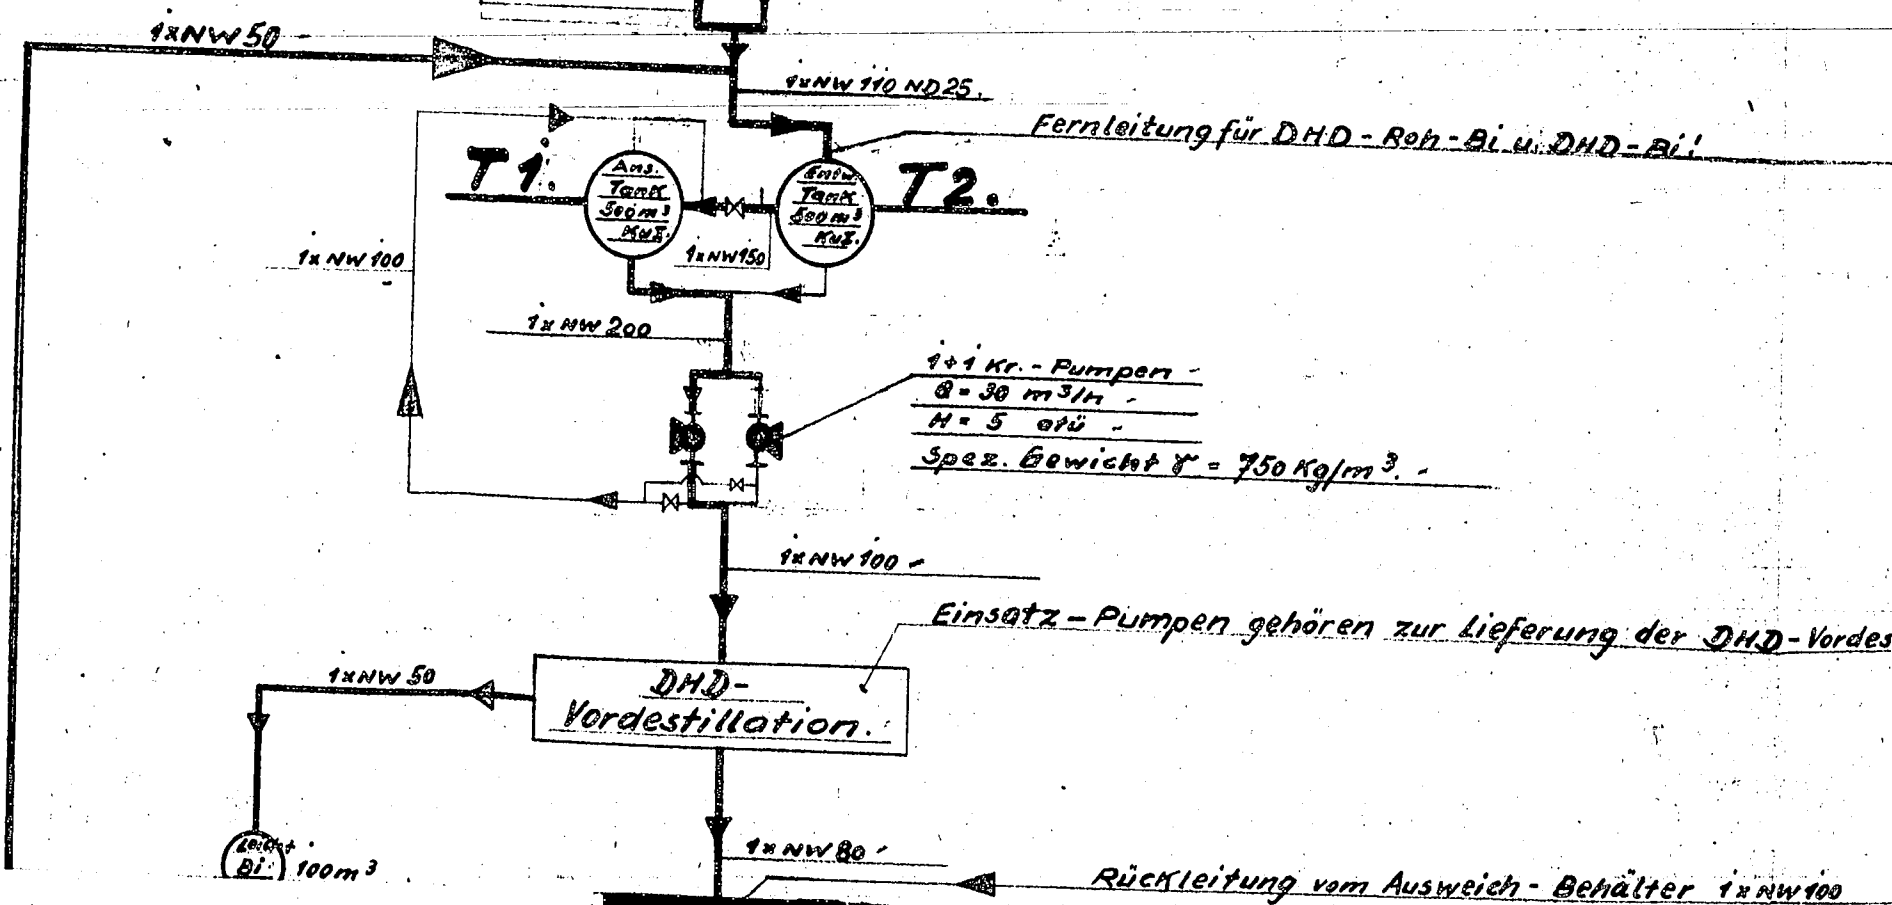 1xNW 50 -
1xNW 110 ND25.
Fernleitung für DHD-Roh-Bi u. DHD-Bi!
T1.
Ans.
Tank
500m³
KuZ.
Entw.
Tank
500m³
KuZ.
T2.
1xNW 100
1xNW150
1xNW 200
1+1 Kr.-Pumpen -
Q = 30 m³/h -
H = 5 atü -
Spez. Gewicht γ = 750 Kg/m³. -
1xNW 100 -
Einsatz-Pumpen gehören zur Lieferung der DHD-Vordes
1xNW 50
DHD-
Vordestillation.
Leicht
Bi.
100m³
1xNW 80 -
Rückleitung vom Ausweich-Behälter 1xNW 100